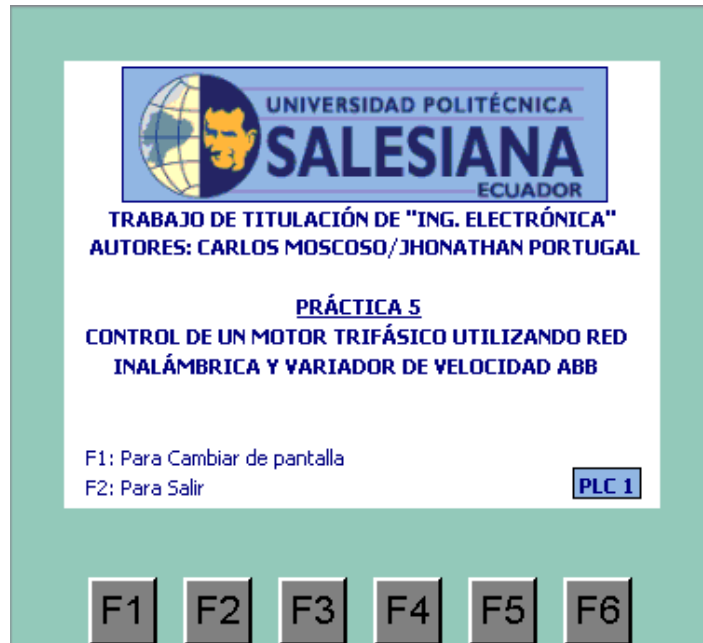 UNIVERSIDAD POLITÉCNICA
SALESIANA
ECUADOR
TRABAJO DE TITULACIÓN DE "ING. ELECTRÓNICA"
AUTORES: CARLOS MOSCOSO/JHONATHAN PORTUGAL
PRÁCTICA 5
CONTROL DE UN MOTOR TRIFÁSICO UTILIZANDO RED
INALÁMBRICA Y VARIADOR DE VELOCIDAD ABB
F1: Para Cambiar de pantalla
F2: Para Salir
PLC 1
F1 F2 F3 F4 F5 F6